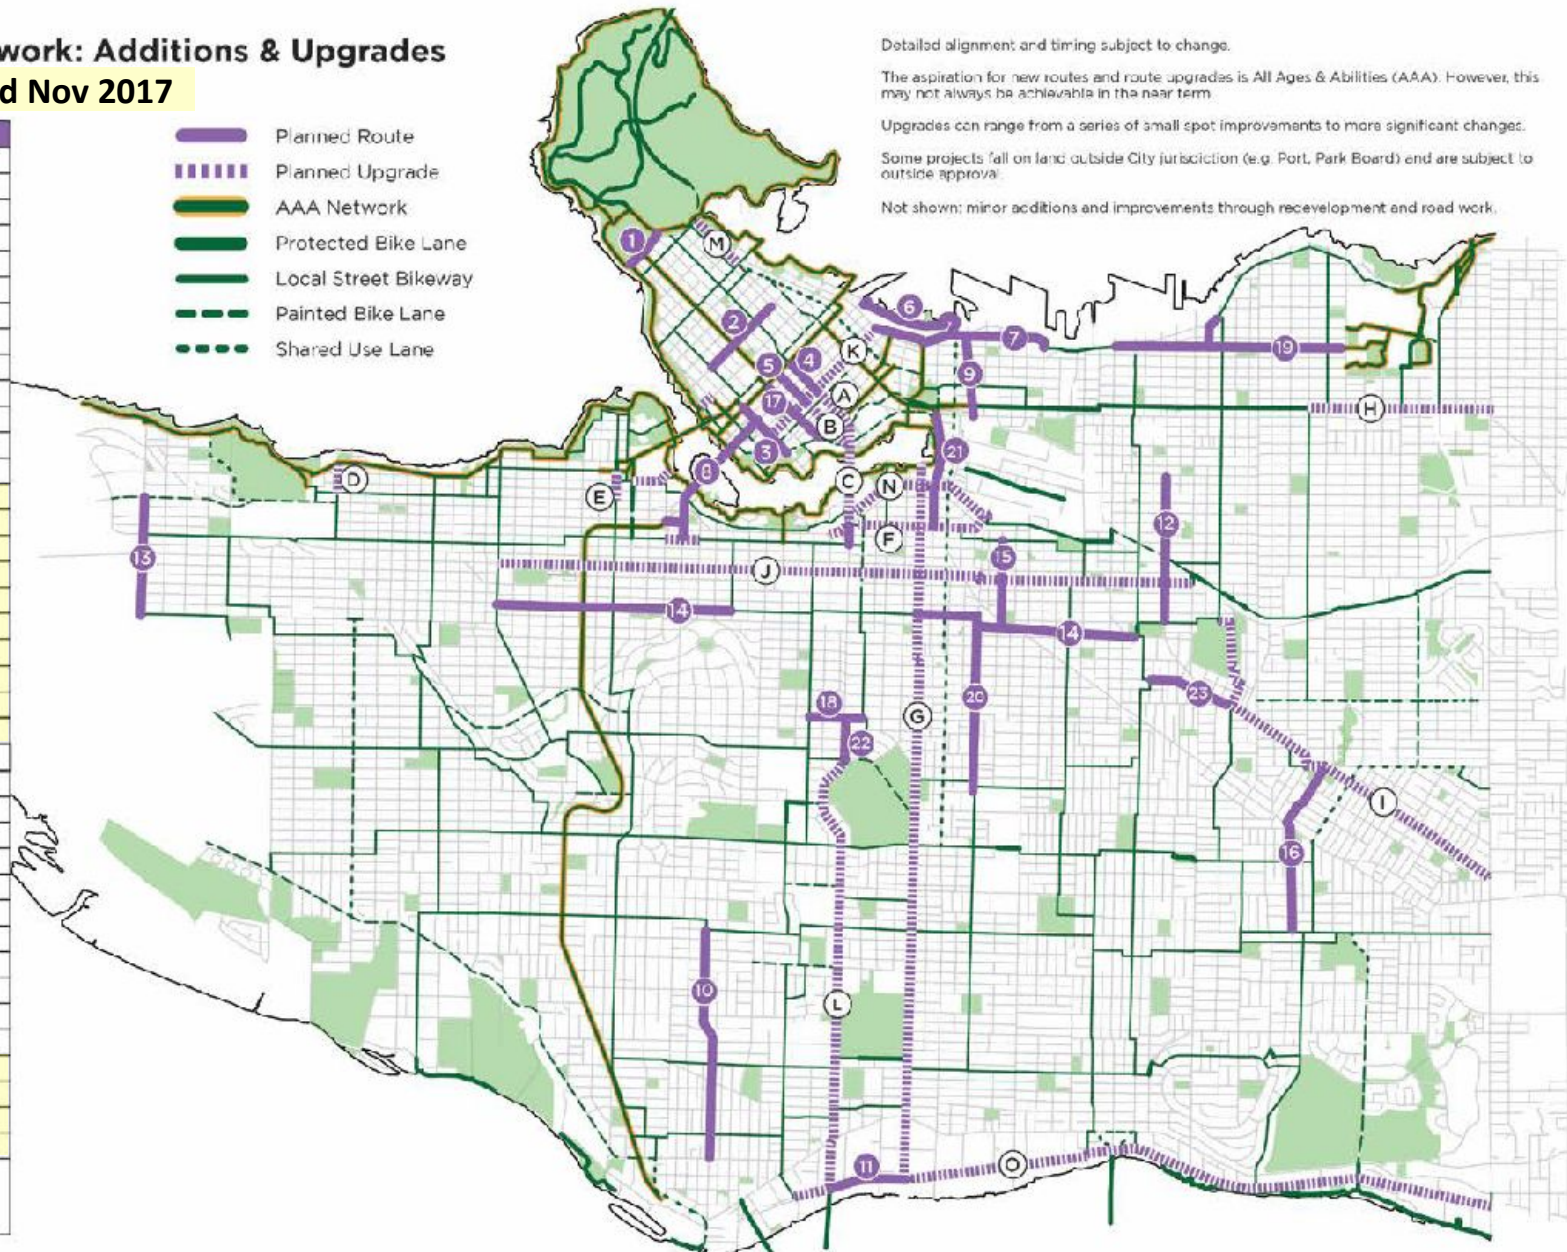 work: Additions & Upgrades
d Nov 2017
Planned Route
Planned Upgrade
AAA Network
Protected Bike Lane
Local Street Bikeway
Painted Bike Lane
Shared Use Lane
Detailed alignment and timing subject to change.
The aspiration for new routes and route upgrades is All Ages & Abilities (AAA). However, this
may not always be achievable in the near term
Upgrades can range from a series of small spot improvements to more significant changes.
Some projects fall on land outside City jurisdiction (e.g. Port, Park Board) and are subject to
outside approval.
Not shown: minor additions and improvements through redevelopment and road work.
1
M
6
2
7
K
19
5
4
9
17
A
H
B
3
21
8
D
C
N
E
12
F
15
13
J
14
14
23
20
18
G
22
I
16
10
L
11
O